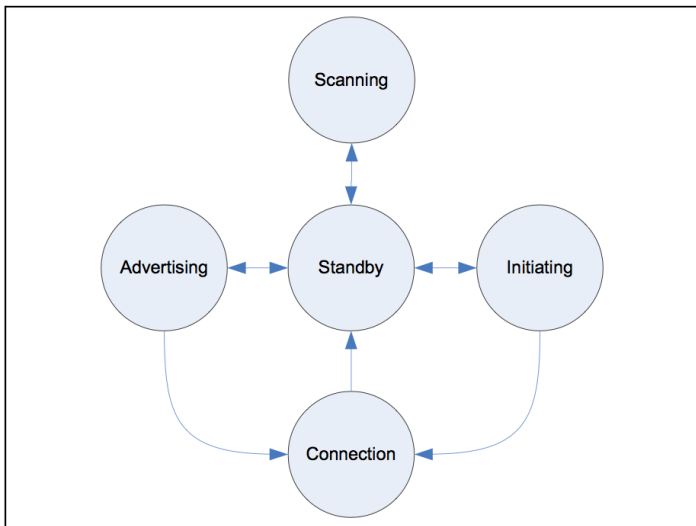 Scanning
Advertising
Standby
Initiating
Connection